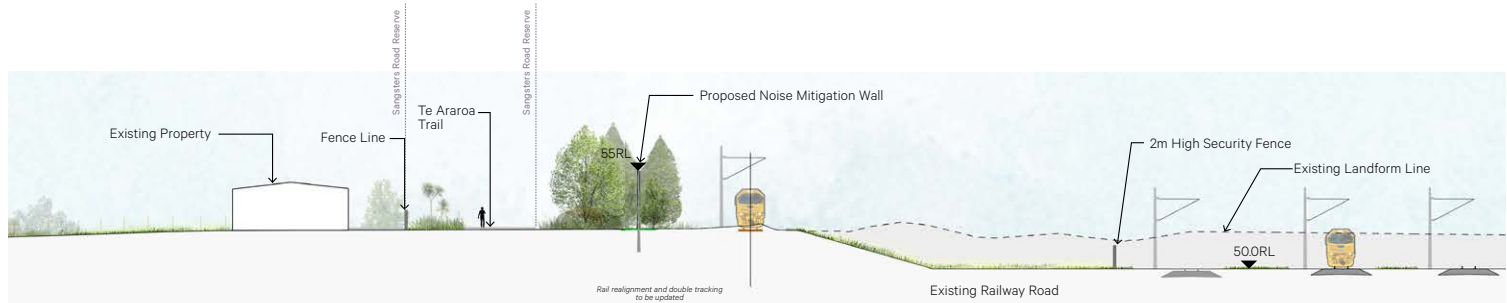 Sangsters Road Reserve
Sangsters Road Reserve
Existing Property
Fence Line
Te Araroa
Trail
Proposed Noise Mitigation Wall
55RL
2m High Security Fence
Existing Landform Line
50.0RL
Existing Railway Road
Rail realignment and double tracking
to be updated